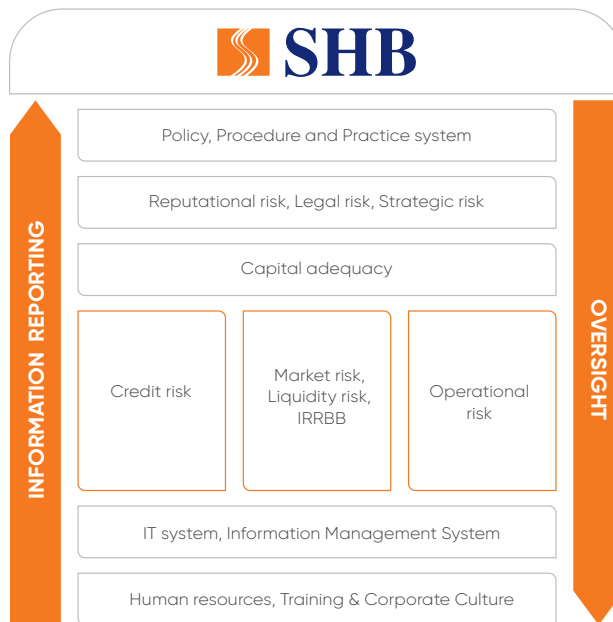 SHB
INFORMATION REPORTING
Policy, Procedure and Practice system
Reputational risk, Legal risk, Strategic risk
Capital adequacy
Credit risk
Market risk,
Liquidity risk,
IRRBB
Operational
risk
IT system, Information Management System
Human resources, Training & Corporate Culture
OVERSIGHT